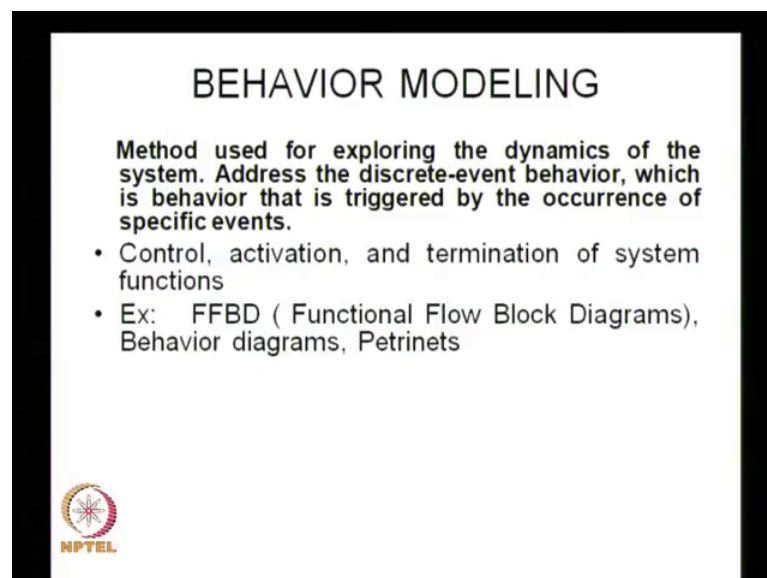 BEHAVIOR MODELING
Method used for exploring the dynamics of the
system. Address the discrete-event behavior, which
is behavior that is triggered by the occurrence of
specific events.
• Control, activation, and termination of system
functions
• Ex: FFBD ( Functional Flow Block Diagrams),
Behavior diagrams, Petrinets
NPTEL